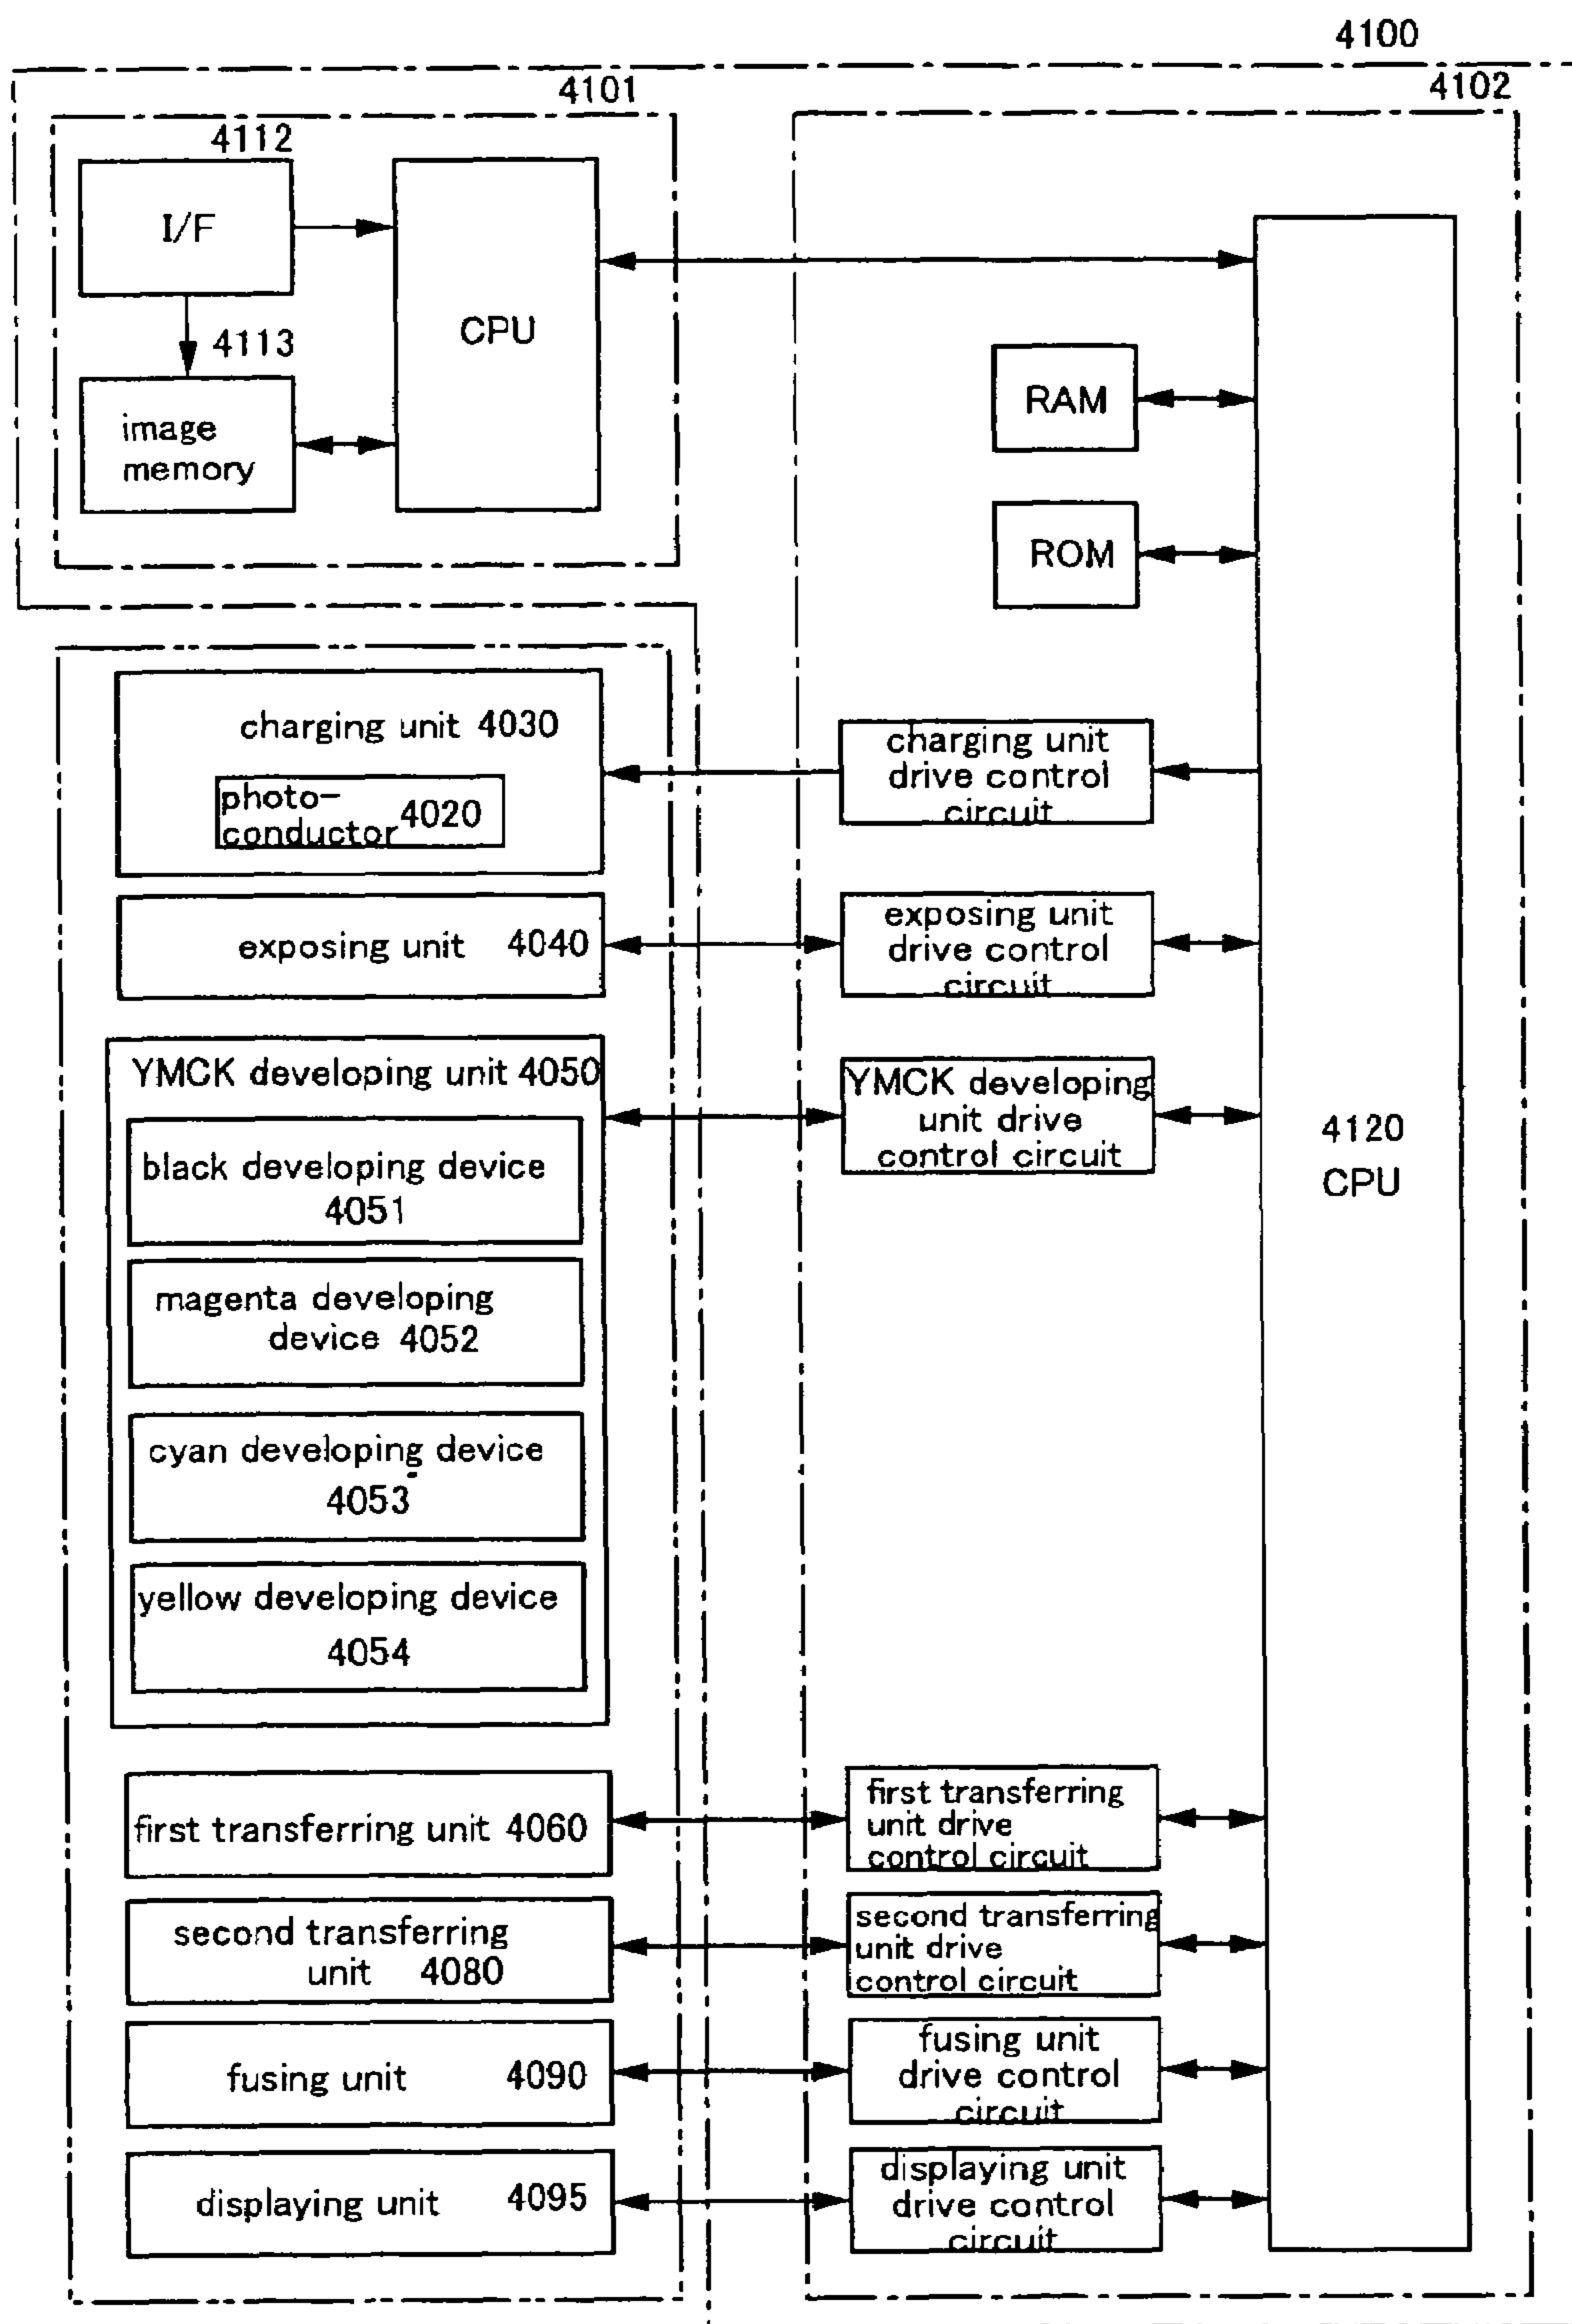 4100
4101
4102
4112
I/F
CPU
4113
image
memory
RAM
ROM
charging unit 4030
photo-
conductor 4020
charging unit
drive control
circuit
exposing unit 4040
exposing unit
drive control
circuit
YMCK developing unit 4050
YMCK developing
unit drive
control circuit
black developing device
4051
magenta developing
device 4052
cyan developing device
4053
yellow developing device
4054
4120
CPU
first transferring unit 4060
first transferring
unit drive
control circuit
second transferring
unit 4080
second transferring
unit drive
control circuit
fusing unit 4090
fusing unit
drive control
circuit
displaying unit 4095
displaying unit
drive control
circuit